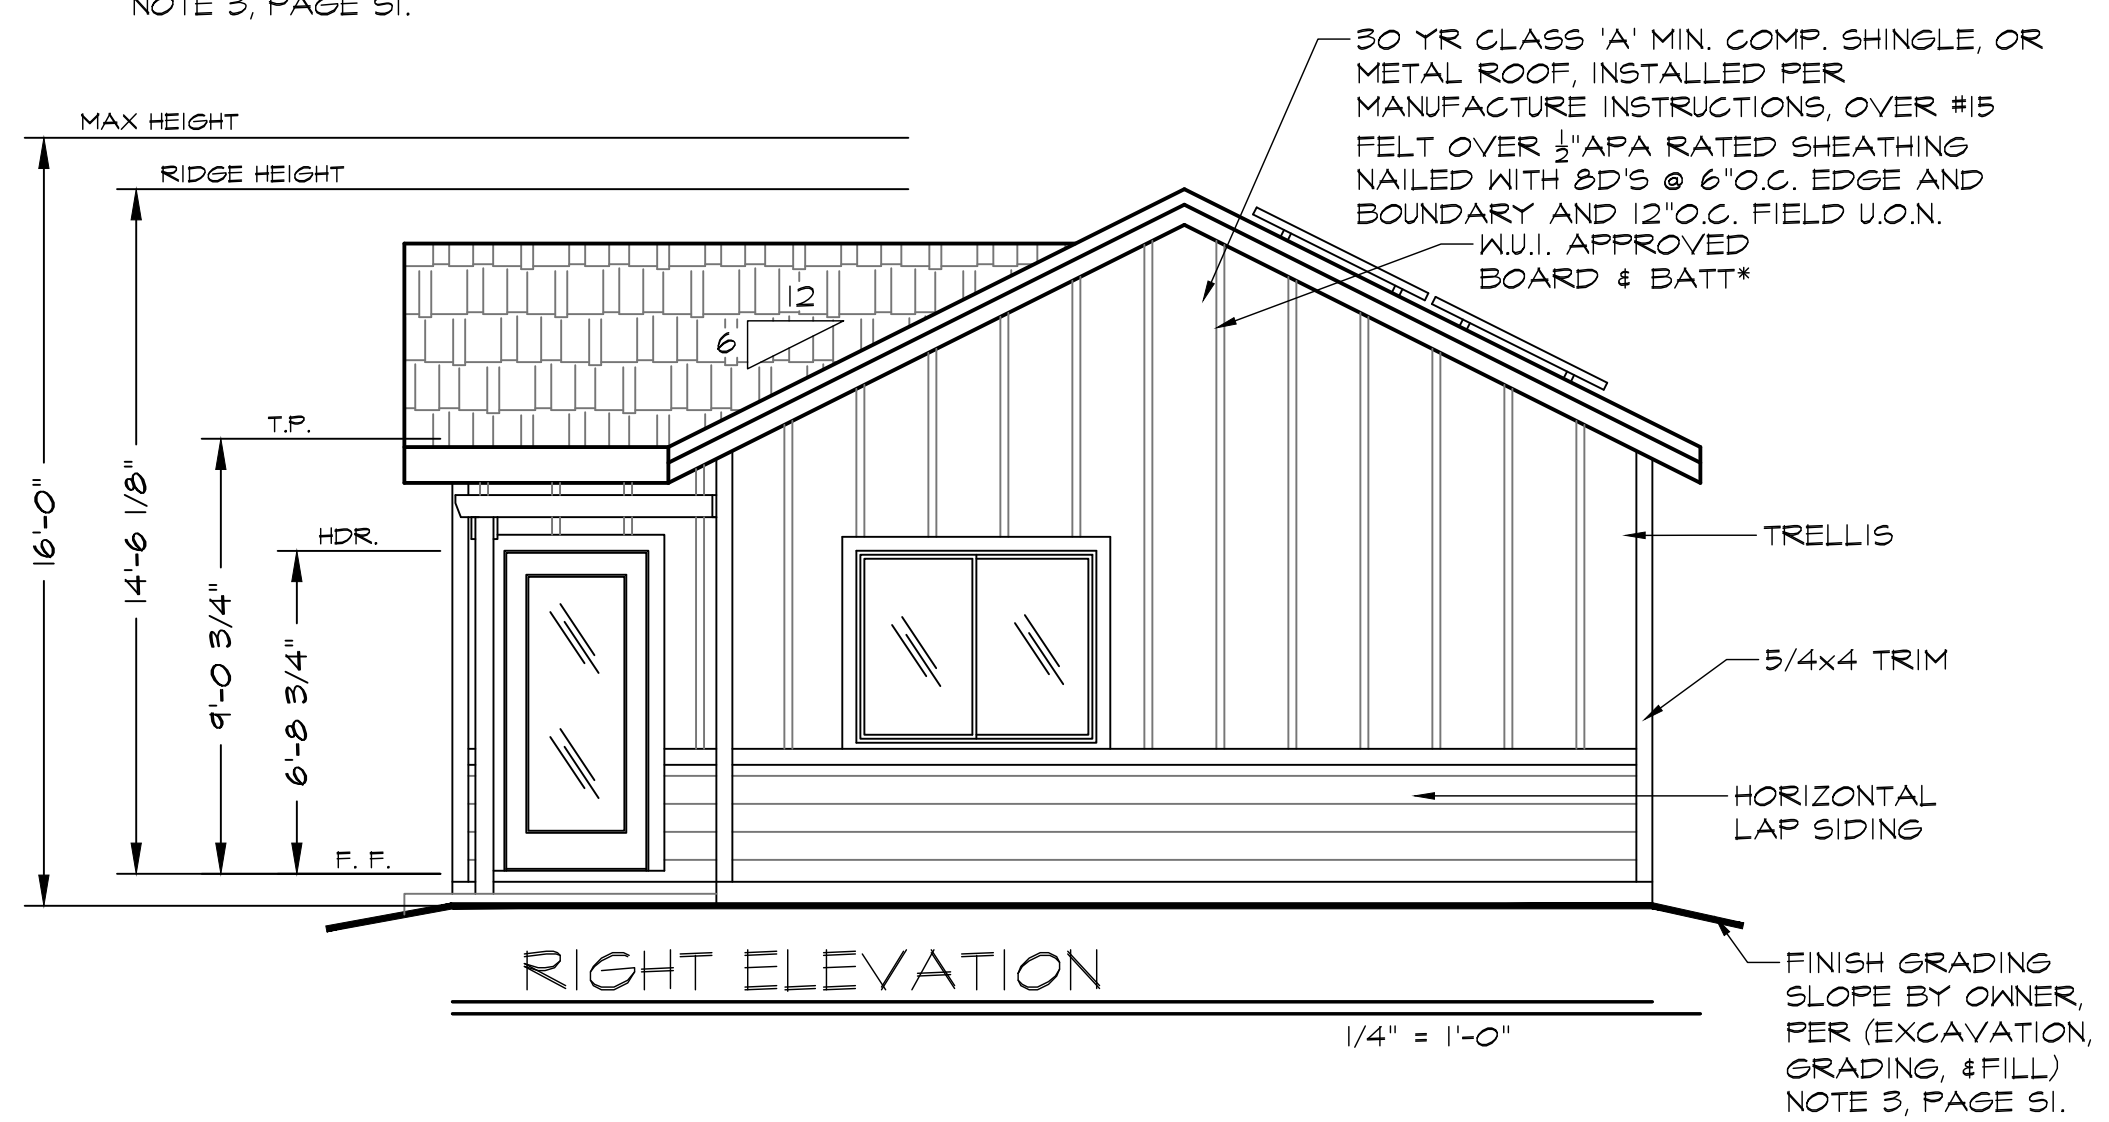 NOTE 3, PAGE S1.
30 YR CLASS 'A' MIN. COMP. SHINGLE, OR
METAL ROOF, INSTALLED PER
MANUFACTURE INSTRUCTIONS, OVER #15
FELT OVER ½"APA RATED SHEATHING
NAILED WITH 8D'S @ 6"O.C. EDGE AND
BOUNDARY AND 12"O.C. FIELD U.O.N.
W.U.I. APPROVED
BOARD & BATT*
MAX HEIGHT
RIDGE HEIGHT
12
6
T.P.
HDR.
F. F.
16'-0"
14'-6 1/8"
9'-0 3/4"
6'-8 3/4"
TRELLIS
5/4x4 TRIM
HORIZONTAL
LAP SIDING
FINISH GRADING
SLOPE BY OWNER,
PER (EXCAVATION,
GRADING, &FILL)
NOTE 3, PAGE S1.
RIGHT ELEVATION
1/4" = 1'-0"